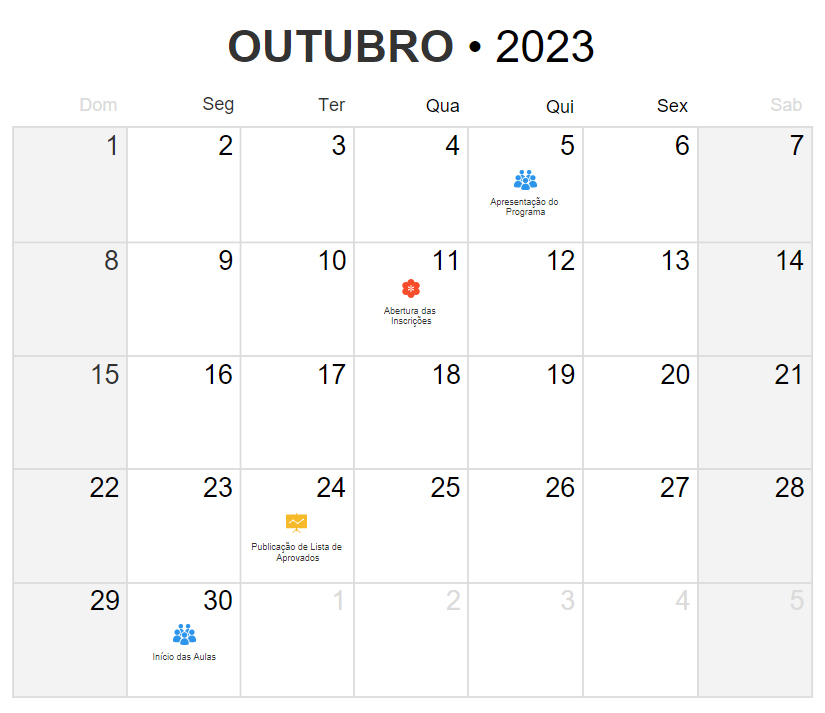 OUTUBRO • 2023
Dom Seg Ter Qua Qui Sex Sab
1 2 3 4 5 6 7
Apresentação do
Programa
8 9 10 11 12 13 14
Abertura das
Inscrições
15 16 17 18 19 20 21
22 23 24 25 26 27 28
Publicação de Lista de
Aprovados
29 30 1 2 3 4 5
Início das Aulas